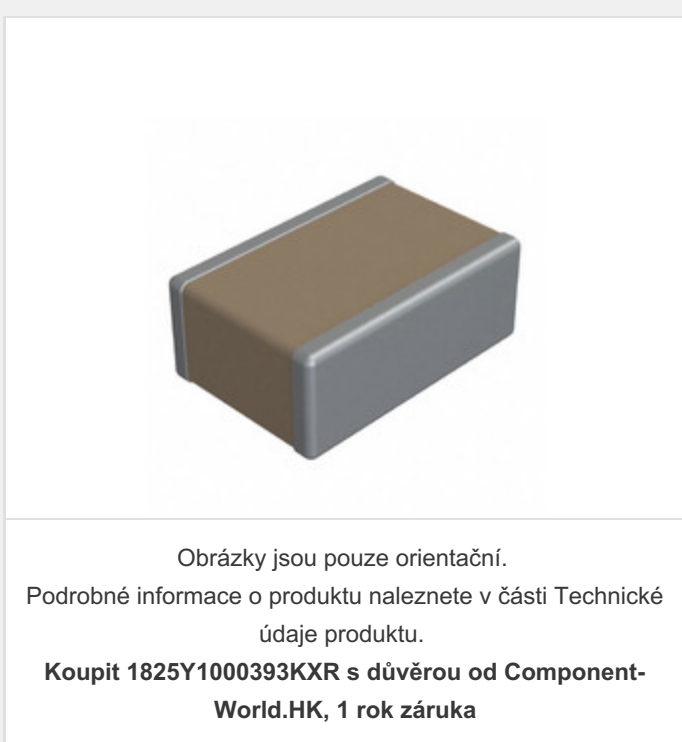 Obrázky jsou pouze orientační.
Podrobné informace o produktu naleznete v části Technické
údaje produktu.
Koupit 1825Y1000393KXR s důvěrou od Component-
World.HK, 1 rok záruka